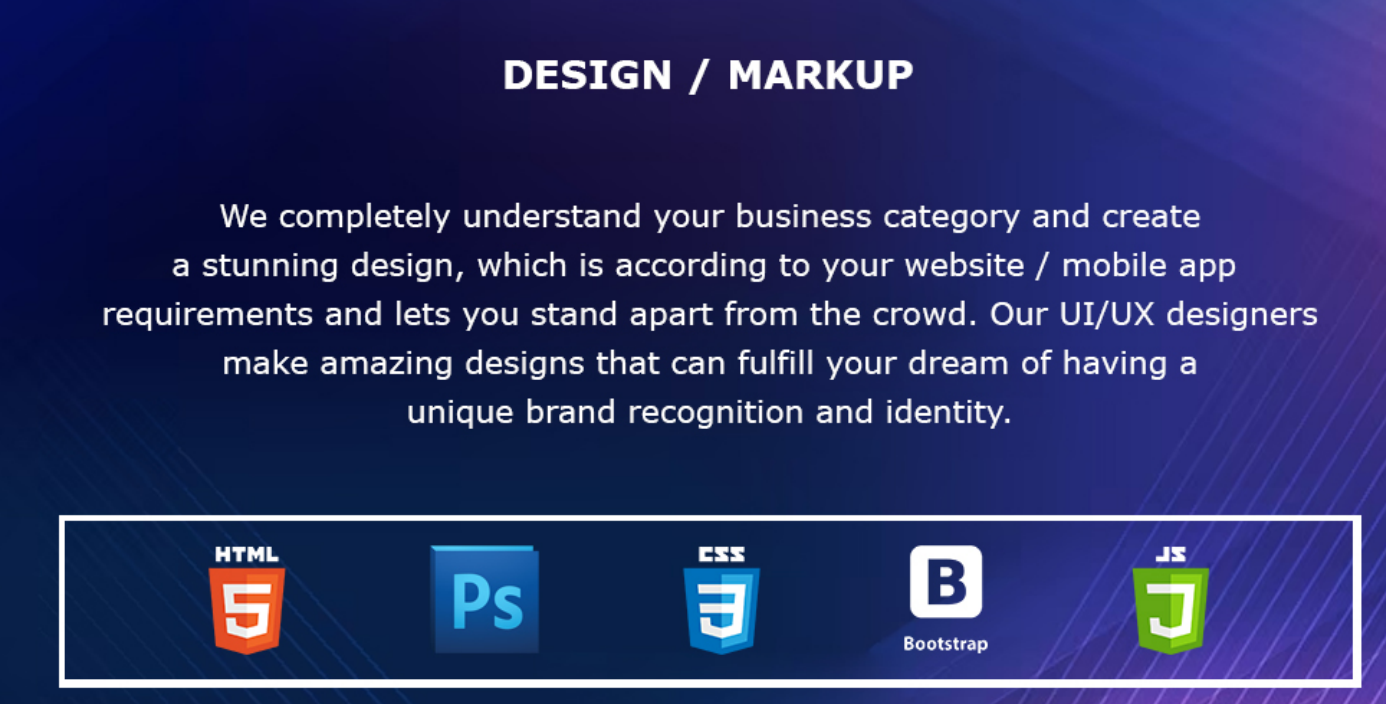 DESIGN / MARKUP
We completely understand your business category and create
a stunning design, which is according to your website / mobile app
requirements and lets you stand apart from the crowd. Our UI/UX designers
make amazing designs that can fulfill your dream of having a
unique brand recognition and identity.
HTML CSS JS
5 Ps 3 B J
Bootstrap